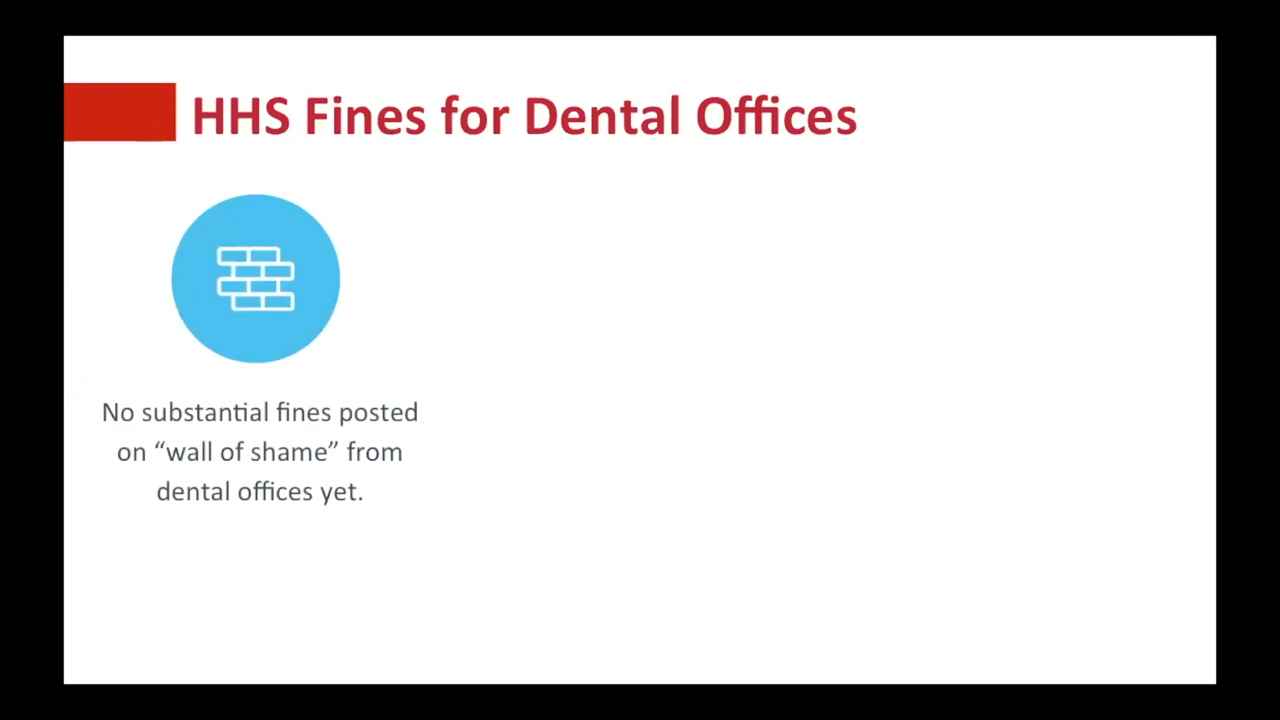 HHS Fines for Dental Offices
No substantial fines posted
on “wall of shame” from
dental offices yet.